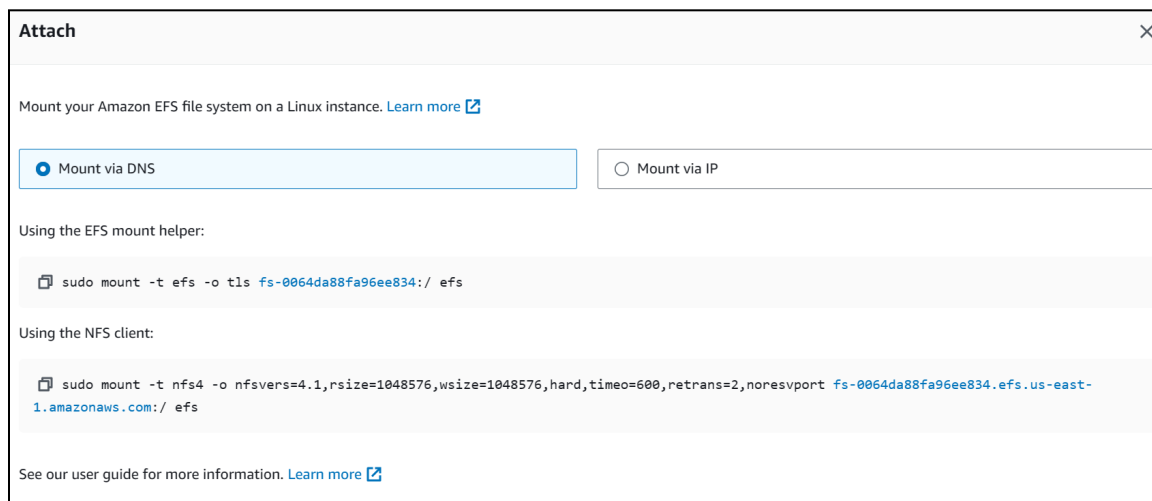 Attach
Mount your Amazon EFS file system on a Linux instance. Learn more
Mount via DNS
Mount via IP
Using the EFS mount helper:
sudo mount -t efs -o tls fs-0064da88fa96ee834:/ efs
Using the NFS client:
sudo mount -t nfs4 -o nfsvers=4.1,rsize=1048576,wsize=1048576,hard,timeo=600,retrans=2,noresvport fs-0064da88fa96ee834.efs.us-east-
1.amazonaws.com:/ efs
See our user guide for more information. Learn more